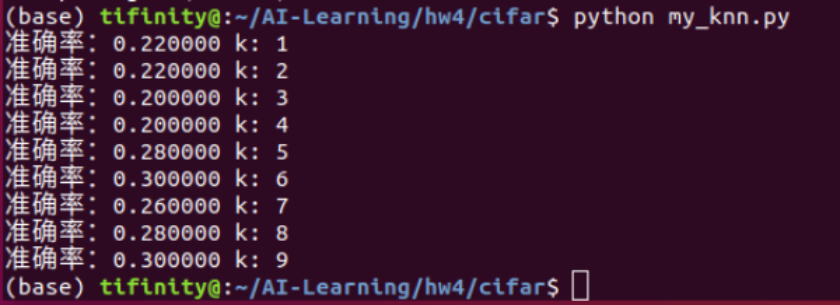 (base) tifinity@:~/AI-Learning/hw4/cifar$ python my_knn.py
准确率：0.220000 k: 1
准确率：0.220000 k: 2
准确率：0.200000 k: 3
准确率：0.200000 k: 4
准确率：0.280000 k: 5
准确率：0.300000 k: 6
准确率：0.260000 k: 7
准确率：0.280000 k: 8
准确率：0.300000 k: 9
(base) tifinity@:~/AI-Learning/hw4/cifar$